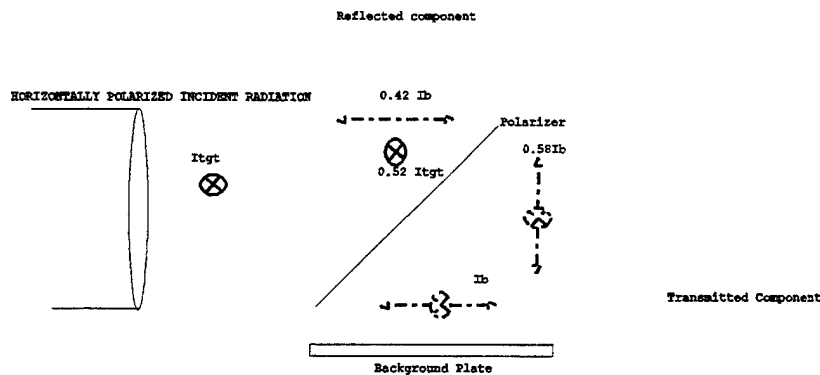 Reflected component
HORIZONTALLY POLARIZED INCIDENT RADIATION
0.42 Ib
Polarizer
Itgt
0.52 Itgt
0.58Ib
Ib
Transmitted Component
Background Plate